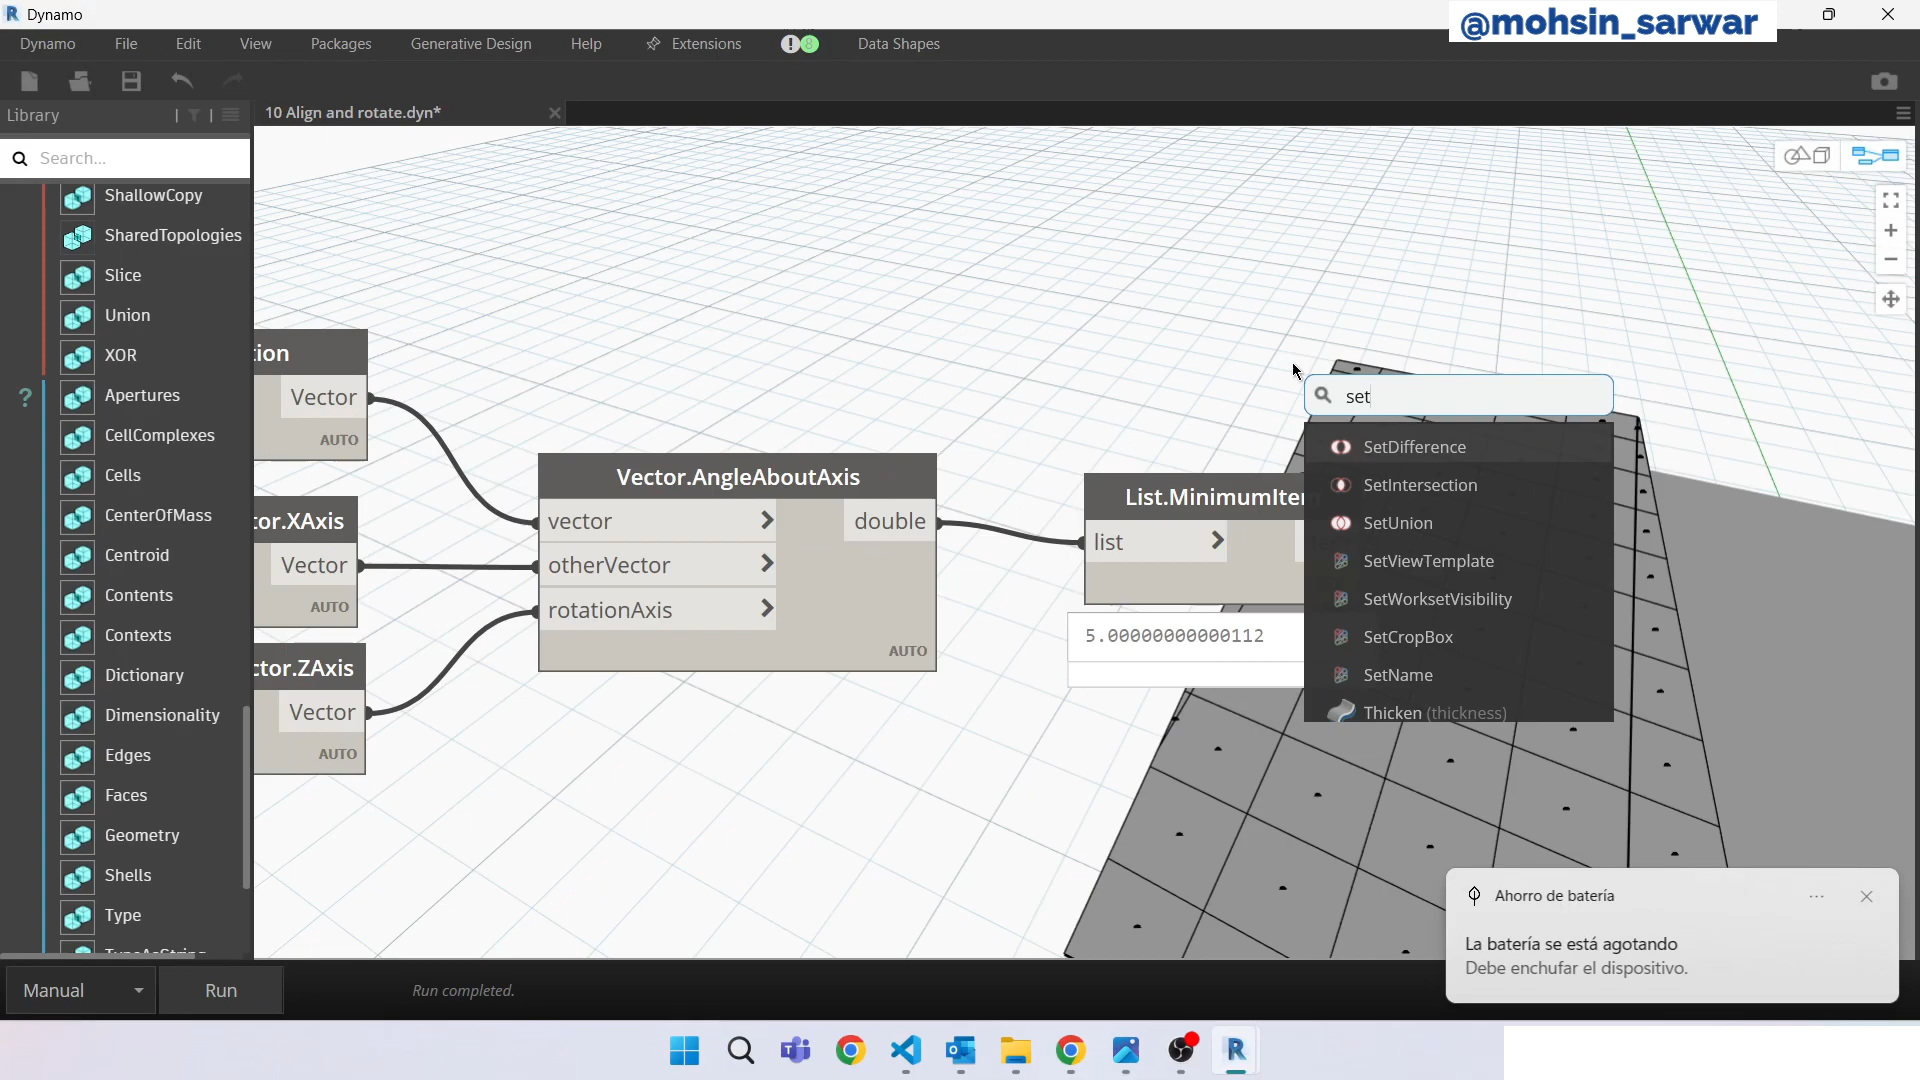 Dynamo
@mohsin_sarwar
Dynamo File Edit View Packages Generative Design Help Extensions ! 8 Data Shapes
Library
10 Align and rotate.dyn*
Search...
ShallowCopy
SharedTopologies
Slice
Union
XOR
Apertures
CellComplexes
Cells
CenterOfMass
Centroid
Contents
Contexts
Dictionary
Dimensionality
Edges
Faces
Geometry
Shells
Type
TypeAsString
?
tion
Vector
AUTO
tor.XAxis
Vector
AUTO
ctor.ZAxis
Vector
AUTO
Vector.AngleAboutAxis
vector
double
otherVector
rotationAxis
AUTO
List.MinimumIte
list
5.00000000000112
set
SetDifference
SetIntersection
SetUnion
SetViewTemplate
SetWorksetVisibility
SetCropBox
SetName
Thicken (thickness)
Ahorro de batería
La batería se está agotando
Debe enchufar el dispositivo.
Manual
Run
Run completed.